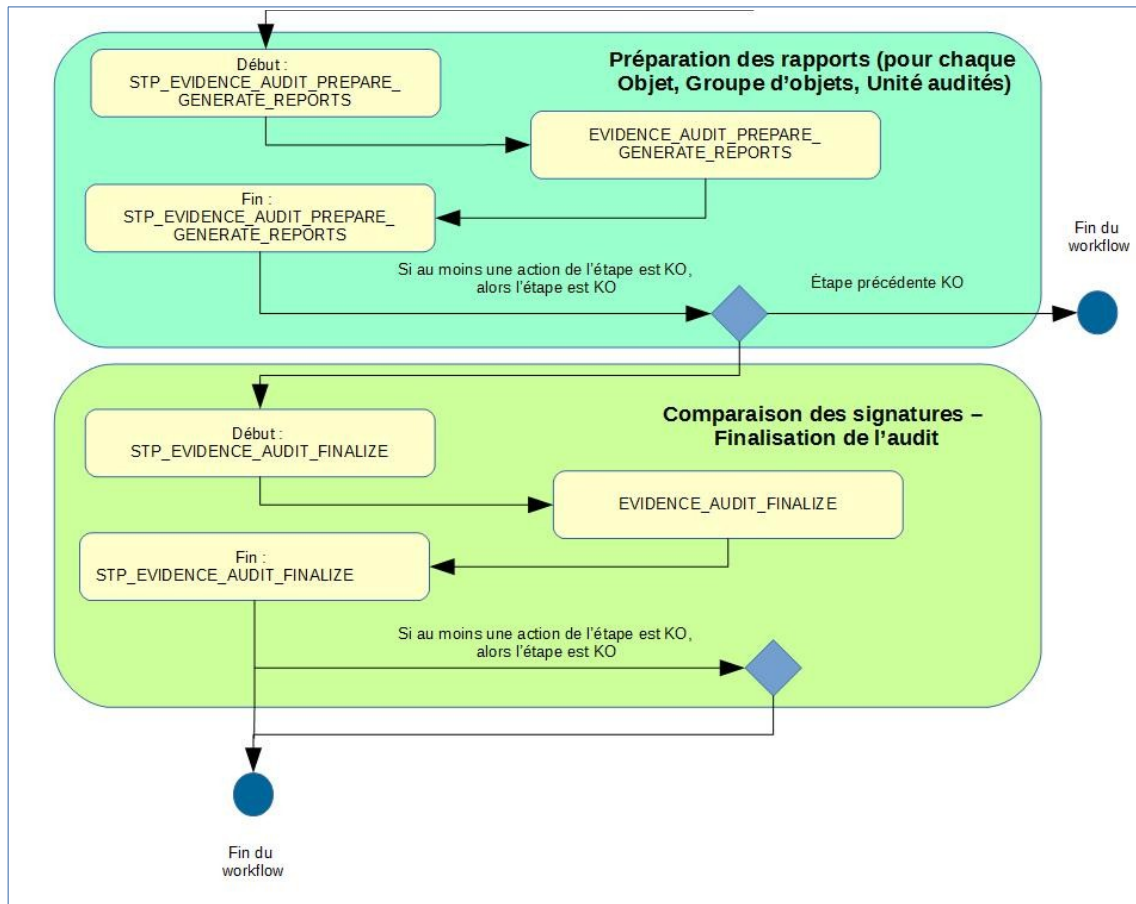 Préparation des rapports (pour chaque
Objet, Groupe d'objets, Unité audités)
Début :
STP_EVIDENCE_AUDIT_PREPARE_
GENERATE_REPORTS
EVIDENCE_AUDIT_PREPARE_
GENERATE_REPORTS
Fin :
STP_EVIDENCE_AUDIT_PREPARE_
GENERATE_REPORTS
Si au moins une action de l'étape est KO,
alors l'étape est KO
Étape précédente KO
Fin du
workflow
Comparaison des signatures –
Finalisation de l'audit
Début :
STP_EVIDENCE_AUDIT_FINALIZE
EVIDENCE_AUDIT_FINALIZE
Fin :
STP_EVIDENCE_AUDIT_FINALIZE
Si au moins une action de l'étape est KO,
alors l'étape est KO
Fin du
workflow